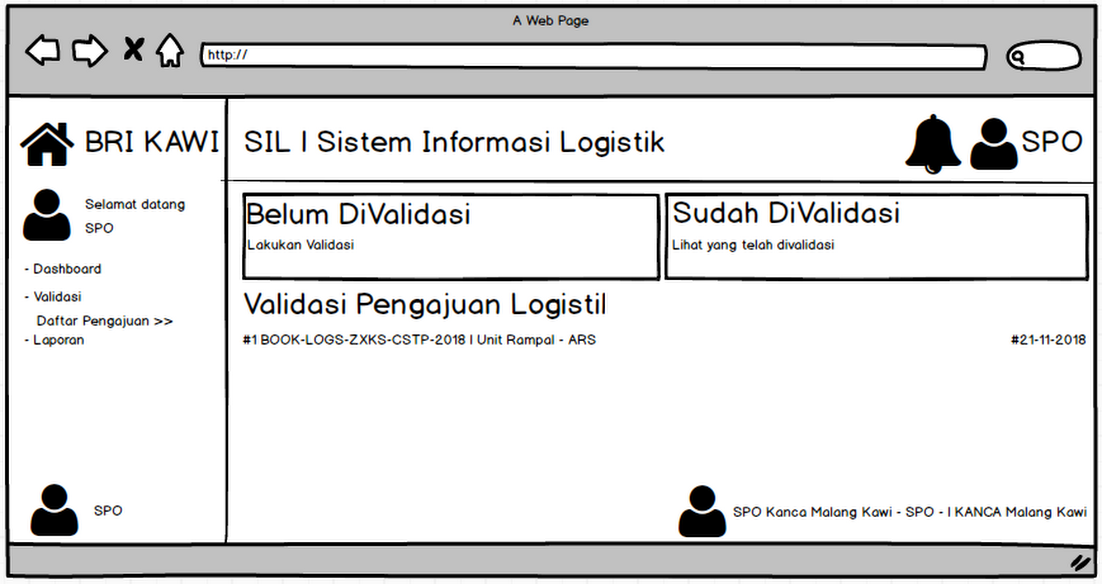 A Web Page
http://
BRI KAWI
SIL | Sistem Informasi Logistik
SPO
Selamat datang
SPO
- Dashboard
- Validasi
Daftar Pengajuan >>
- Laporan
Belum DiValidasi
Lakukan Validasi
Sudah DiValidasi
Lihat yang telah divalidasi
Validasi Pengajuan Logistil
#1 BOOK-LOGS-ZXKS-CSTP-2018 | Unit Rampal - ARS
#21-11-2018
SPO
SPO Kanca Malang Kawi - SPO - | KANCA Malang Kawi